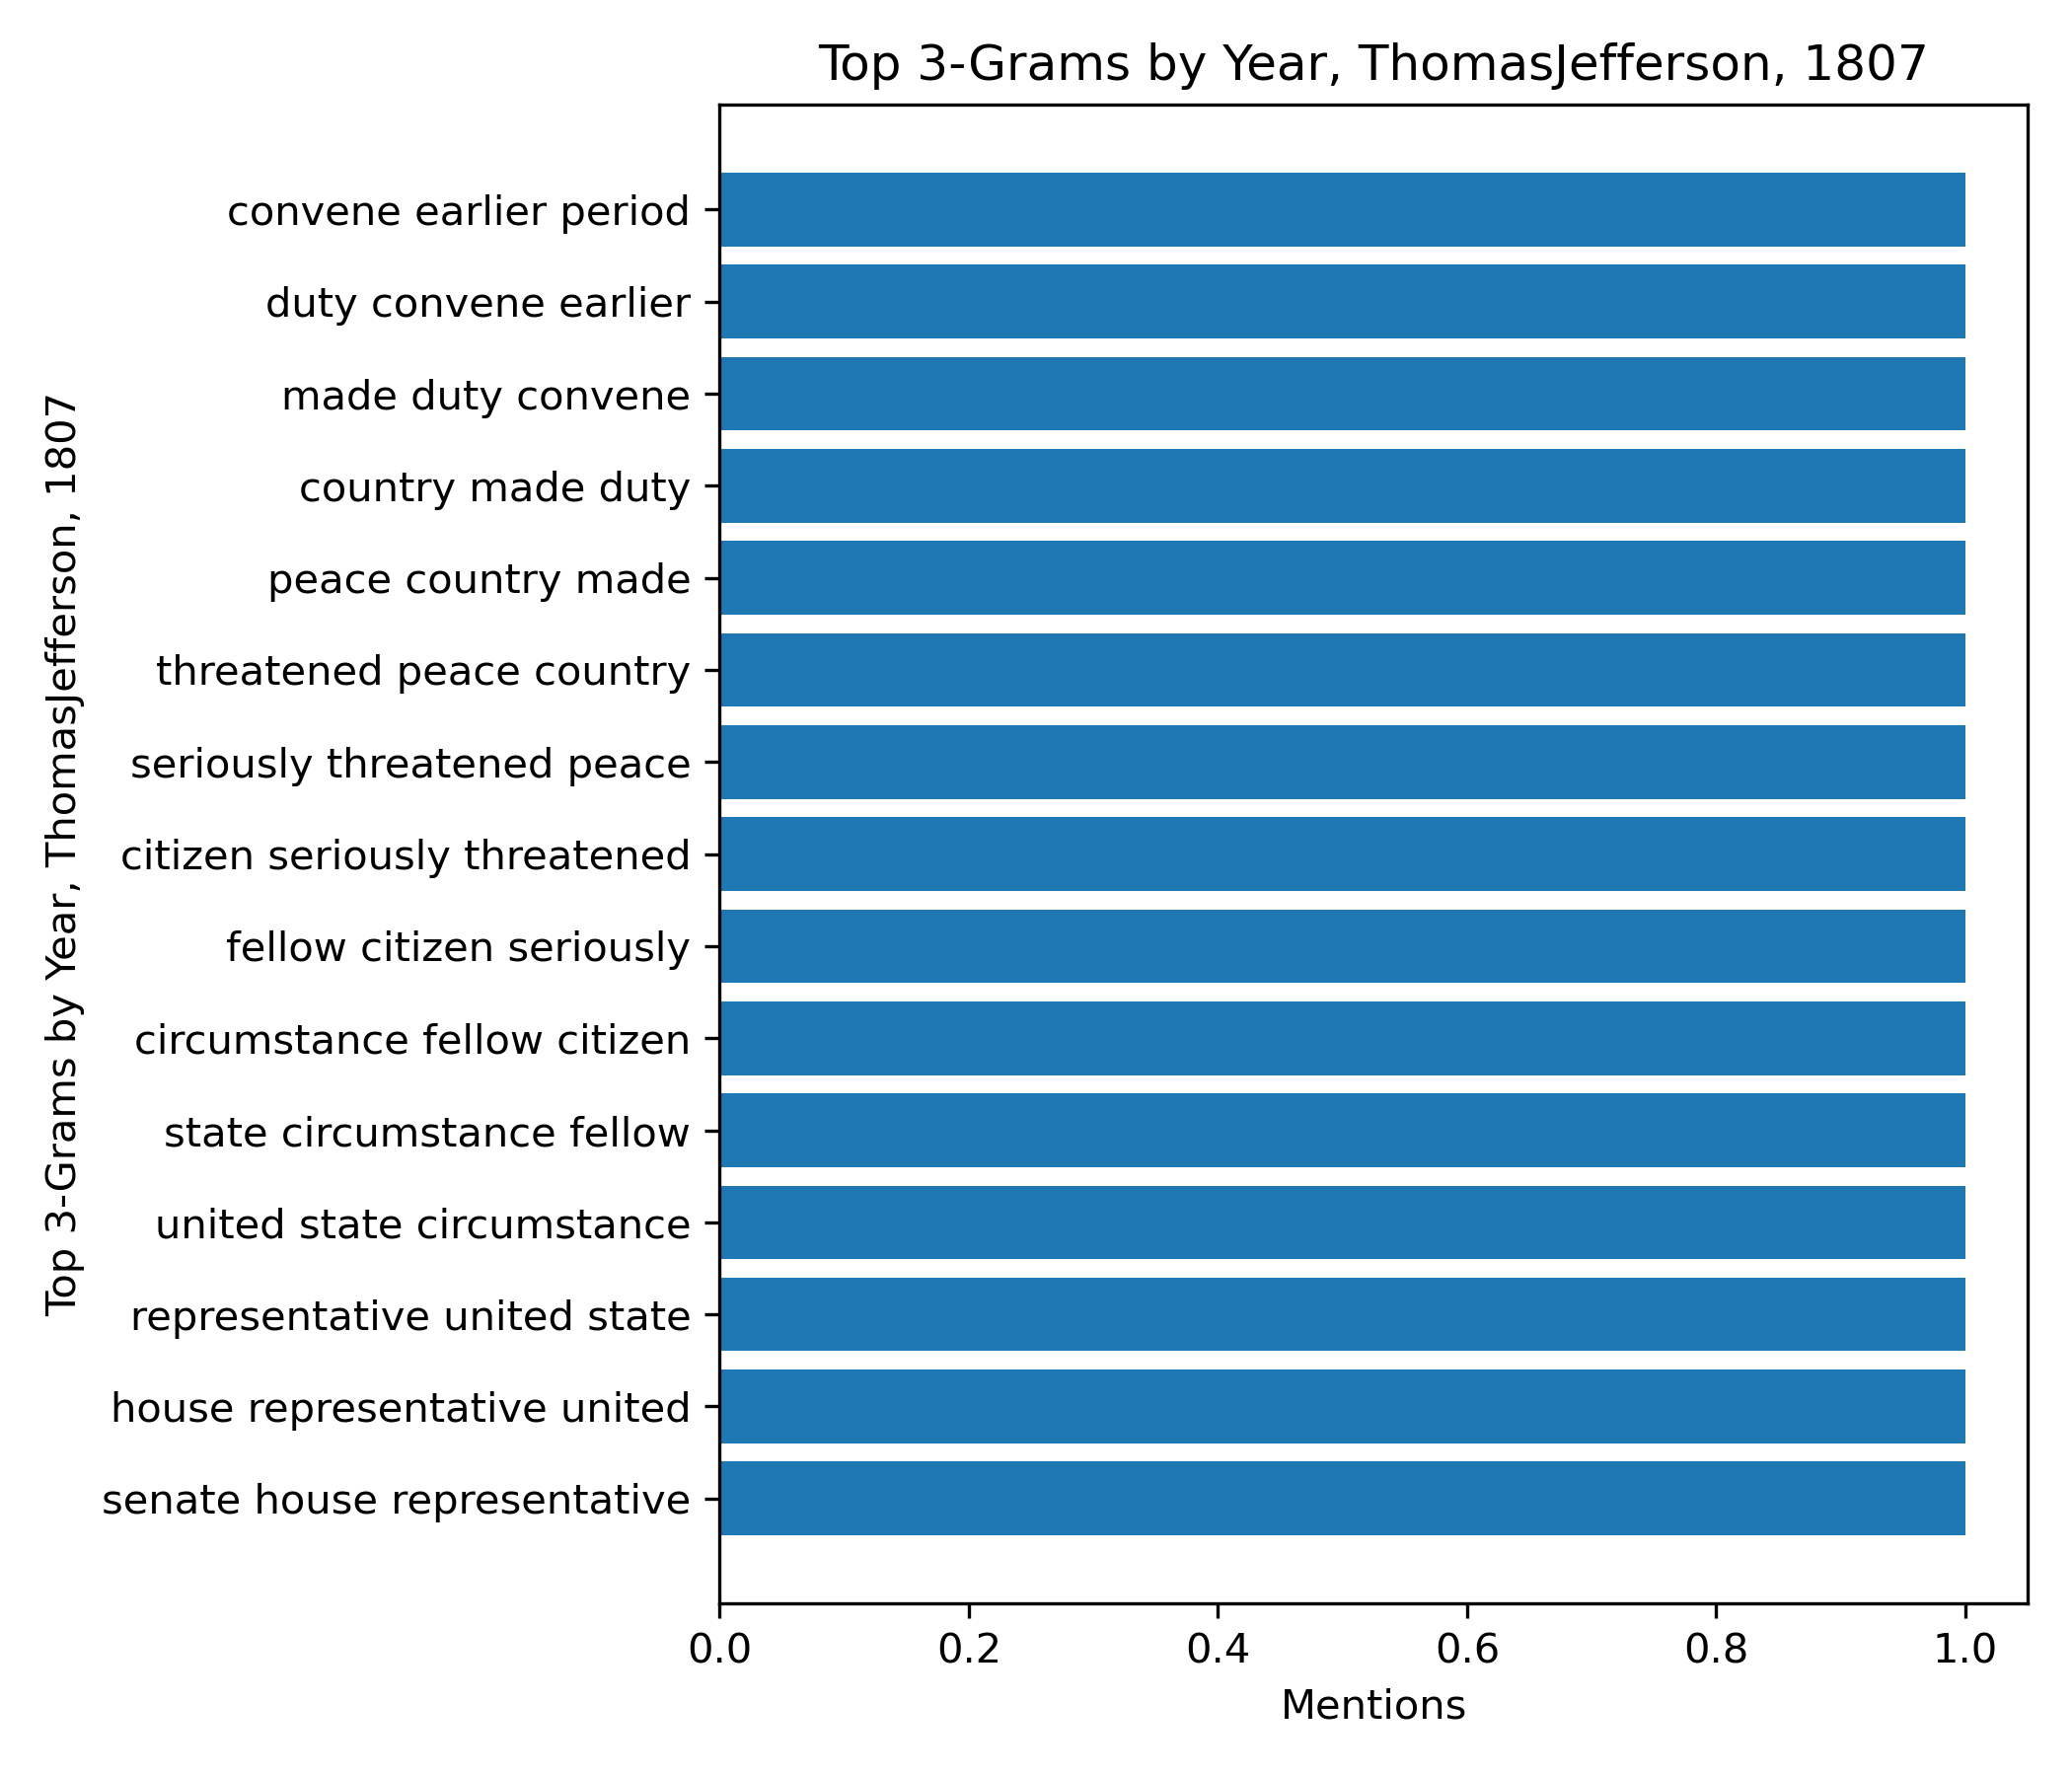 Top 3-Grams by Year, ThomasJefferson, 1807
Top 3-Grams by Year, ThomasJefferson, 1807
convene earlier period
duty convene earlier
made duty convene
country made duty
peace country made
threatened peace country
seriously threatened peace
citizen seriously threatened
fellow citizen seriously
circumstance fellow citizen
state circumstance fellow
united state circumstance
representative united state
house representative united
senate house representative
0.0 0.2 0.4 0.6 0.8 1.0
Mentions